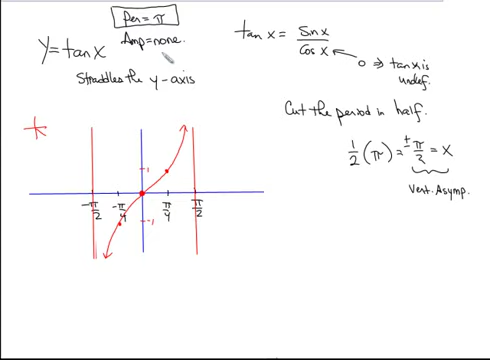 Per = π
Y = tan x
Amp = none.
Straddles the y-axis
tan x = sin x / cos x
0 ⇒ tan x is
undef.
Cut the period in half.
1/2 (π) = ± π/2 = x
Vert. Asymp.
1
-π/2 -π/4 π/4 π/2
-1